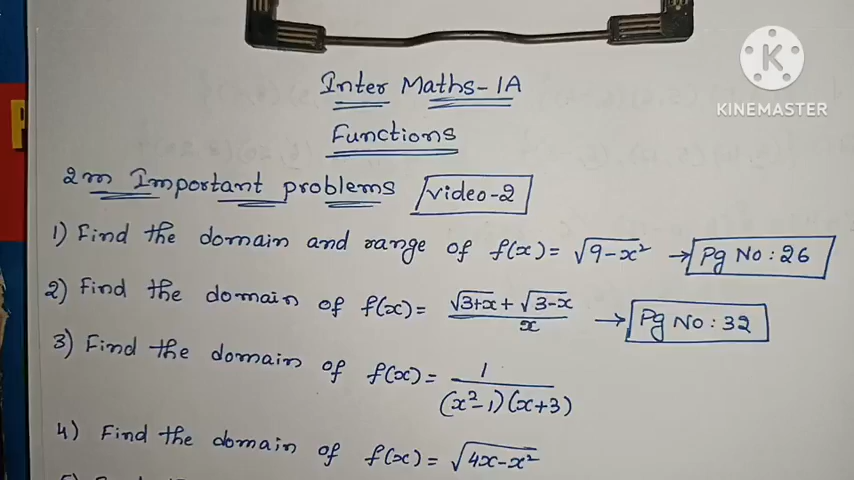 KINEMASTER
Inter Maths-1A
Functions
2m Important problems video-2
1) Find the domain and range of f(x) = √9-x² → Pg No: 26
2) Find the domain of f(x) = √3+x + √3-x / x → Pg No: 32
3) Find the domain of f(x) = 1 / (x²-1)(x+3)
4) Find the domain of f(x) = √4x-x²